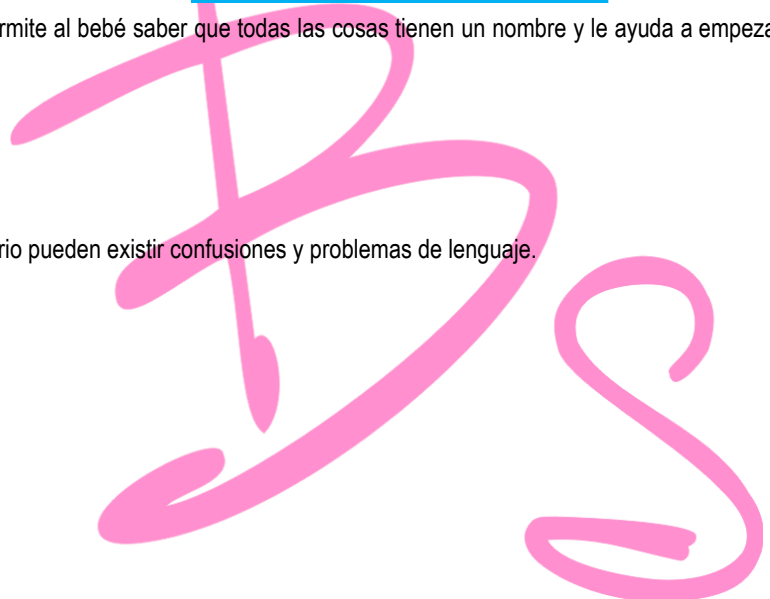 rmite al bebé saber que todas las cosas tienen un nombre y le ayuda a empeza
rio pueden existir confusiones y problemas de lenguaje.
BS